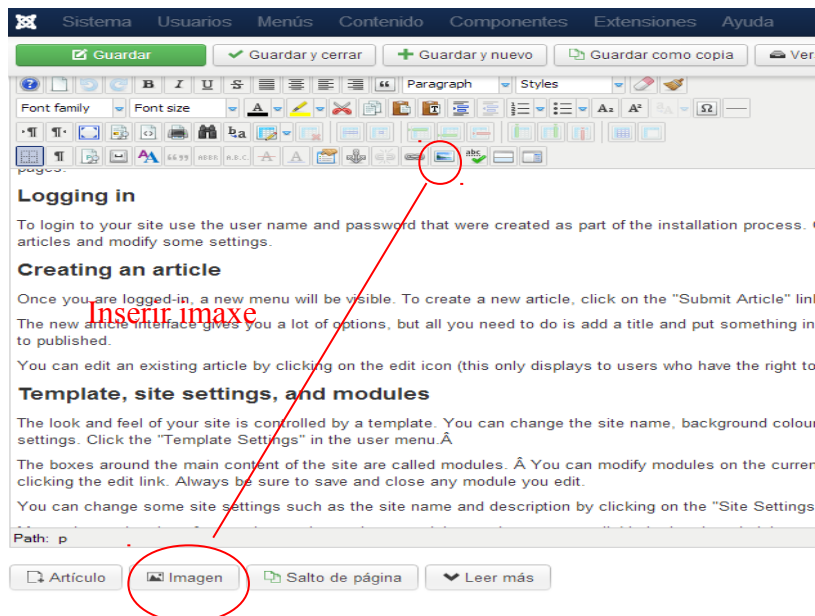 Sistema Usuarios Menús Contenido Componentes Extensiones Ayuda
Guardar Guardar y cerrar Guardar y nuevo Guardar como copia Ver
B I U S Paragraph Styles
Font family Font size A A₂ A² Ω
A A.B.C. A A abc
pages.
Logging in
To login to your site use the user name and password that were created as part of the installation process.
articles and modify some settings.
Creating an article
Once you are logged-in, a new menu will be visible. To create a new article, click on the "Submit Article" lin
Inserir imaxe
The new article interface gives you a lot of options, but all you need to do is add a title and put something in
to published.
You can edit an existing article by clicking on the edit icon (this only displays to users who have the right to
Template, site settings, and modules
The look and feel of your site is controlled by a template. You can change the site name, background colou
settings. Click the "Template Settings" in the user menu.Â
The boxes around the main content of the site are called modules. Â You can modify modules on the curren
clicking the edit link. Always be sure to save and close any module you edit.
You can change some site settings such as the site name and description by clicking on the "Site Settings
Path: p
Artículo Imagen Salto de página Leer más